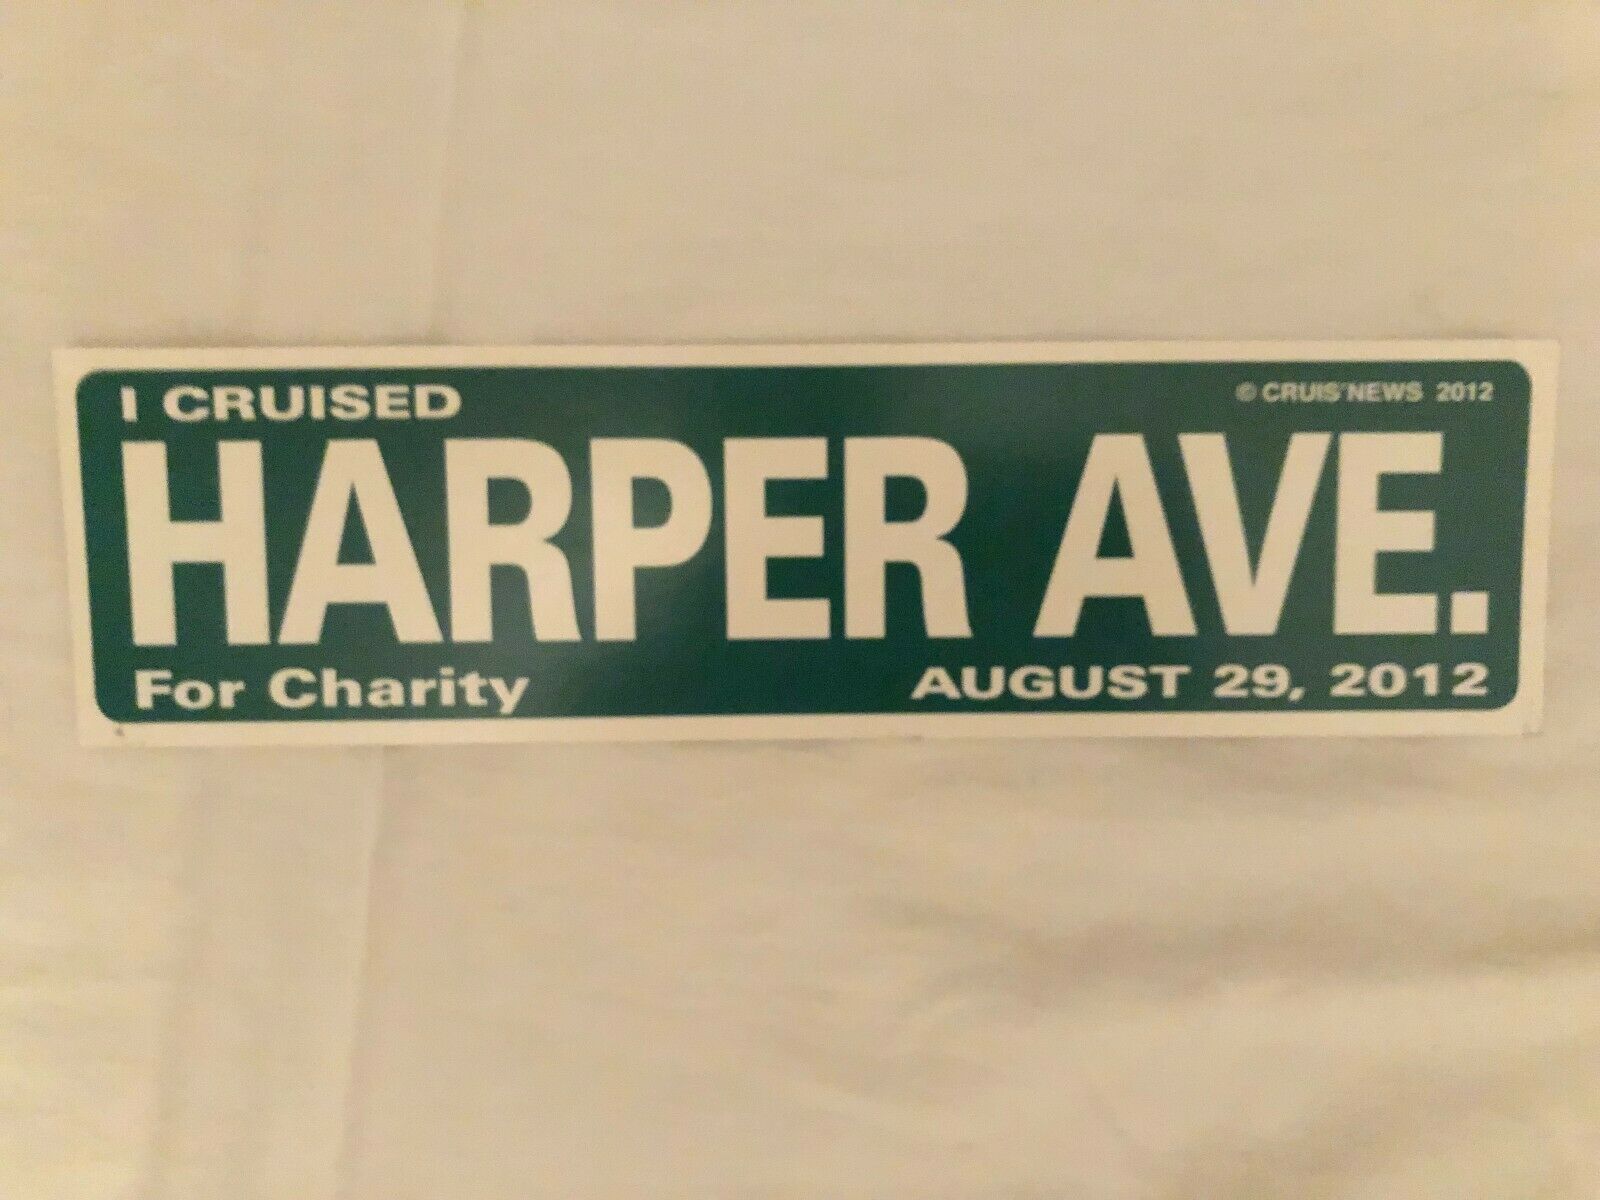 I CRUISED
© CRUIS'NEWS 2012
HARPER AVE.
For Charity
AUGUST 29, 2012